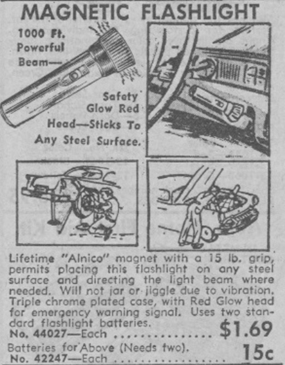 MAGNETIC FLASHLIGHT
1000 Ft.
Powerful
Beam—
Safety
Glow Red
Head—Sticks To
Any Steel Surface.
Lifetime "Alnico" magnet with a 15 lb. grip,
permits placing this flashlight on any steel
surface and directing the light beam where
needed. Will not jar or jiggle due to vibration.
Triple chrome plated case, with Red Glow head
for emergency warning signal. Uses two stan-
dard flashlight batteries.
No. 44027—Each . . . . . $1.69
Batteries for Above (Needs two).
No. 42247—Each . . . . . . . . 15c